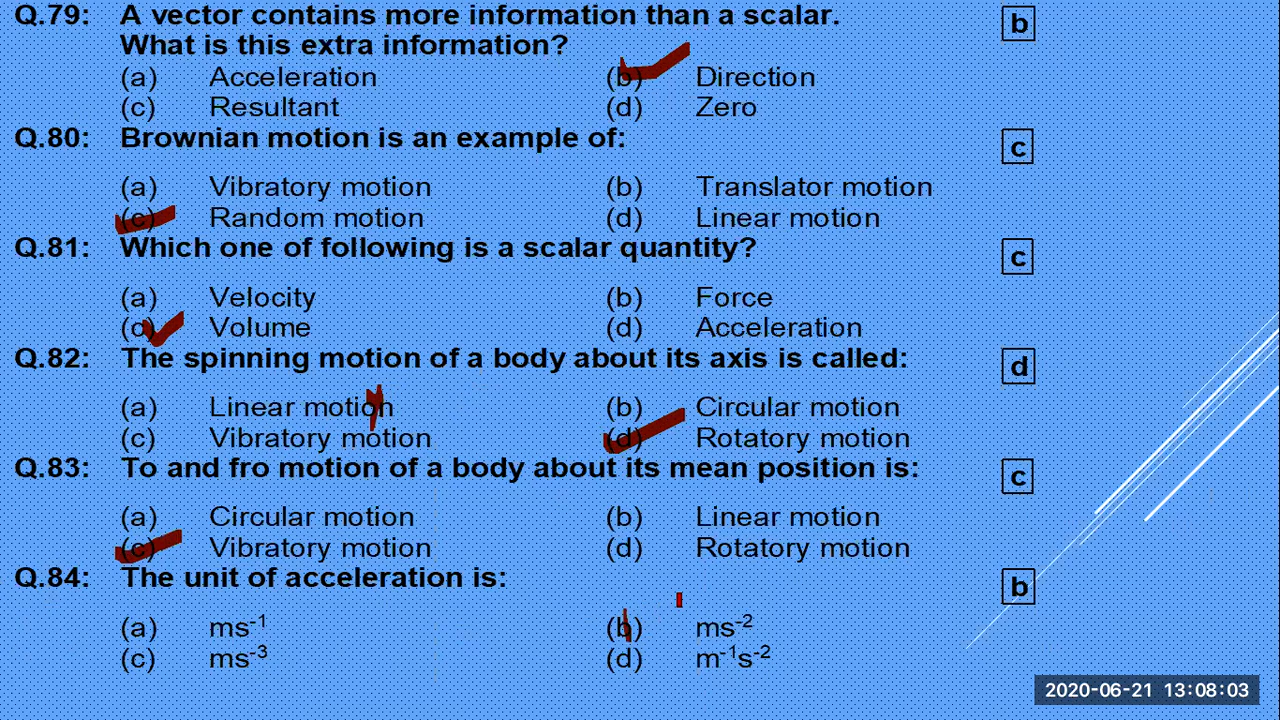 Q.79: A vector contains more information than a scalar. b
What is this extra information?
(a) Acceleration (b) Direction
(c) Resultant (d) Zero
Q.80: Brownian motion is an example of: c
(a) Vibratory motion (b) Translator motion
(c) Random motion (d) Linear motion
Q.81: Which one of following is a scalar quantity? c
(a) Velocity (b) Force
(c) Volume (d) Acceleration
Q.82: The spinning motion of a body about its axis is called: d
(a) Linear motion (b) Circular motion
(c) Vibratory motion (d) Rotatory motion
Q.83: To and fro motion of a body about its mean position is: c
(a) Circular motion (b) Linear motion
(c) Vibratory motion (d) Rotatory motion
Q.84: The unit of acceleration is: b
(a) ms⁻¹ (b) ms⁻²
(c) ms⁻³ (d) m⁻¹s⁻²
2020-06-21 13:08:03